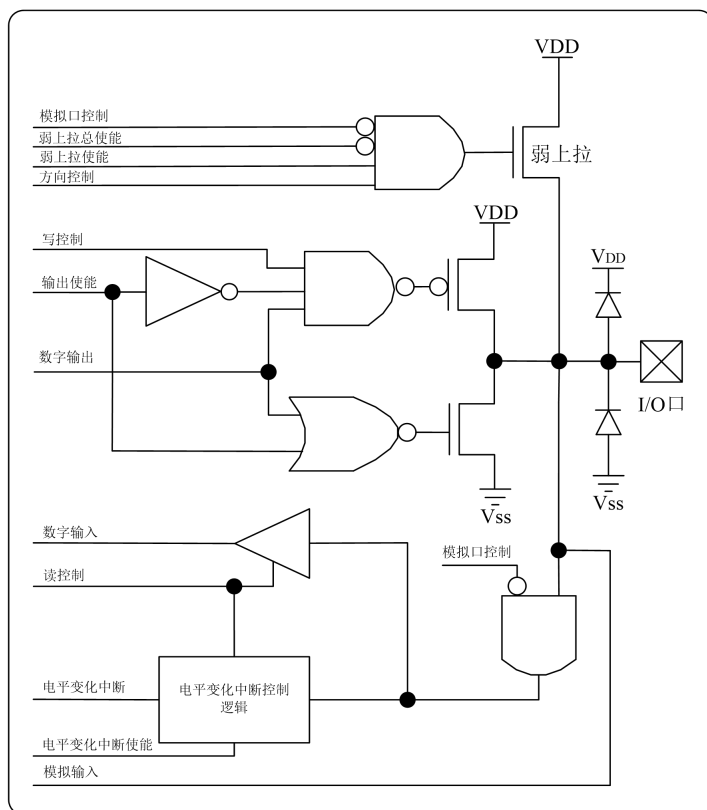 VDD
模拟口控制
弱上拉总使能
弱上拉使能
方向控制
弱上拉
写控制
VDD
输出使能
VDD
数字输出
I/O口
Vss
Vss
数字输入
模拟口控制
读控制
电平变化中断
电平变化中断控制
逻辑
电平变化中断使能
模拟输入